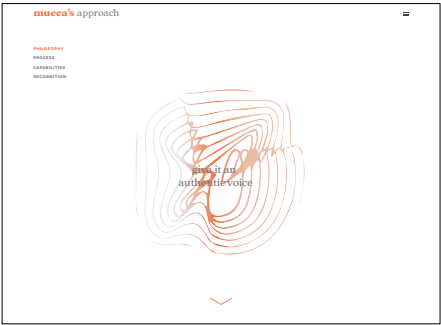 mucca's approach
PHILOSOPHY
PROCESS
CAPABILITIES
RECOGNITION
give it an
authentic voice